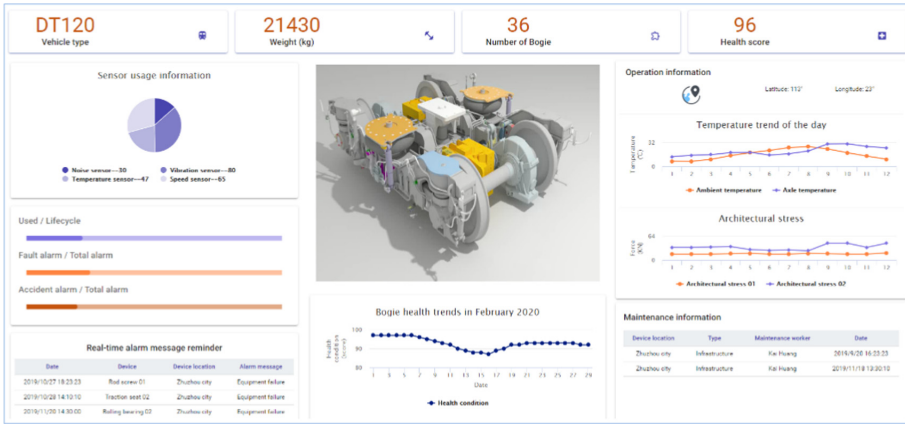 DT120
Vehicle type
21430
Weight (kg)
36
Number of Bogie
96
Health score
Sensor usage information
Noise sensor—30
Vibration sensor—80
Temperature sensor—47
Speed sensor—65
Used / Lifecycle
Fault alarm / Total alarm
Accident alarm / Total alarm
Real-time alarm message reminder
Date Device Device location Alarm message
2019/10/27 18:23:23 Rod screw 01 Zhuzhou city Equipment failure
2019/10/28 14:10:10 Traction seat 02 Zhuzhou city Equipment failure
2019/11/20 14:30:00 Rolling bearing 02 Zhuzhou city Equipment failure
Bogie health trends in February 2020
Health
condition
(score)
100
90
80
1 3 5 7 9 11 13 15 17 19 21 23 25 27 29
Date
Health condition
Operation information
Latitude: 113°
Longitude: 23°
Temperature trend of the day
Temperature
(°C)
32
0
1 2 3 4 5 6 7 8 9 10 11 12
Ambient temperature
Axle temperature
Architectural stress
Force
(KN)
64
0
1 2 3 4 5 6 7 8 9 10 11 12
Architectural stress 01
Architectural stress 02
Maintenance information
Device location Type Maintenance worker Date
Zhuzhou city Infrastructure Kai Huang 2019/9/20 16:23:23
Zhuzhou city Infrastructure Kai Huang 2019/11/18 13:30:10